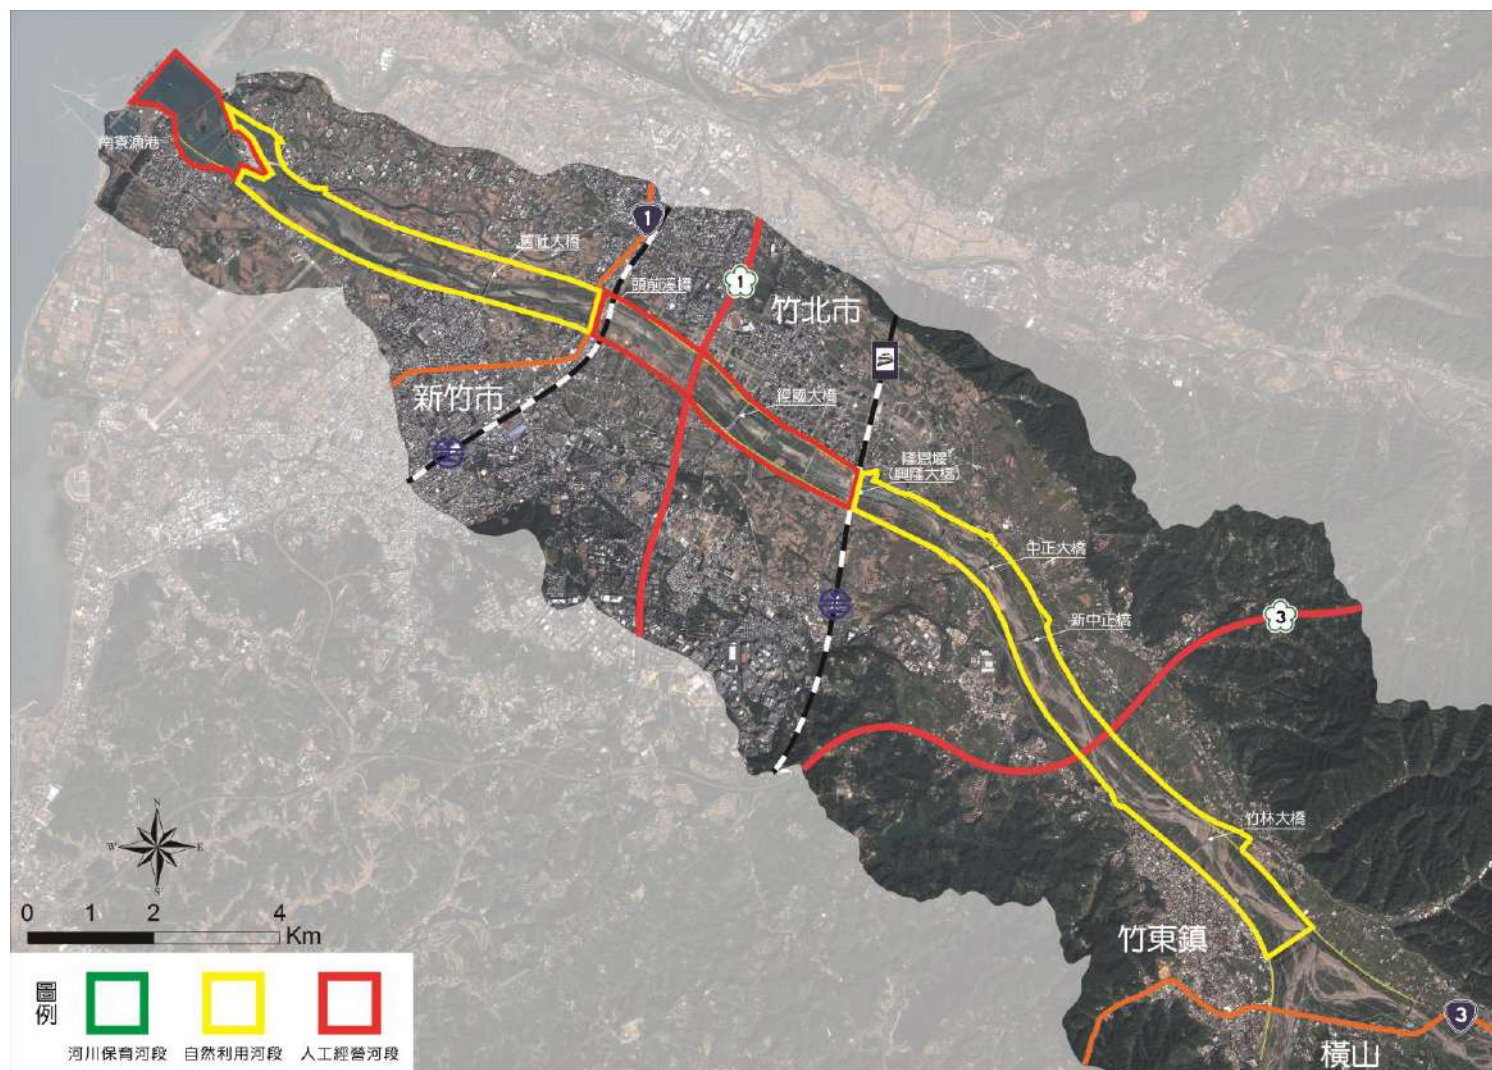 南寮漁港
1
舊社大橋
頭前溪橋
1
竹北市
新竹市
經國大橋
隆恩堰
(興隆大橋)
中正大橋
新中正橋
3
竹林大橋
竹東鎮
3
橫山
N
W
E
S
0 1 2 4
Km
圖例
河川保育河段 自然利用河段 人工經營河段